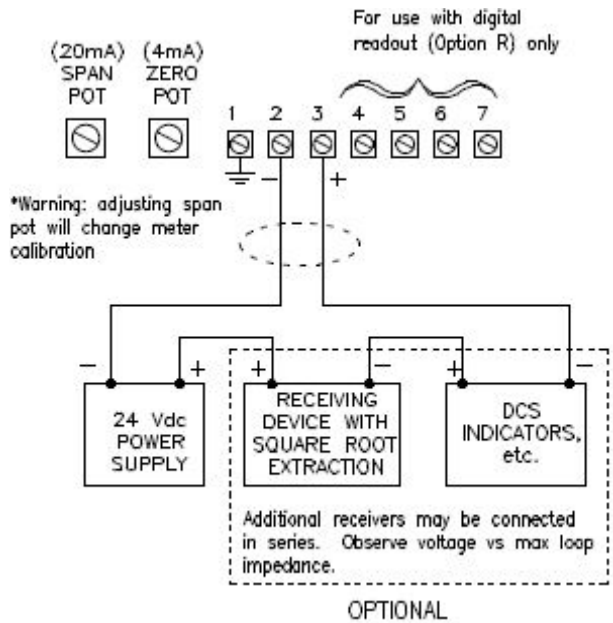 For use with digital
readout (Option R) only
(20mA)
SPAN
POT
(4mA)
ZERO
POT
1 2 3 4 5 6 7
- +
*Warning: adjusting span
pot will change meter
calibration
- + + - + -
24 Vdc
POWER
SUPPLY
RECEIVING
DEVICE WITH
SQUARE ROOT
EXTRACTION
DCS
INDICATORS,
etc.
Additional receivers may be connected
in series. Observe voltage vs max loop
impedance.
OPTIONAL